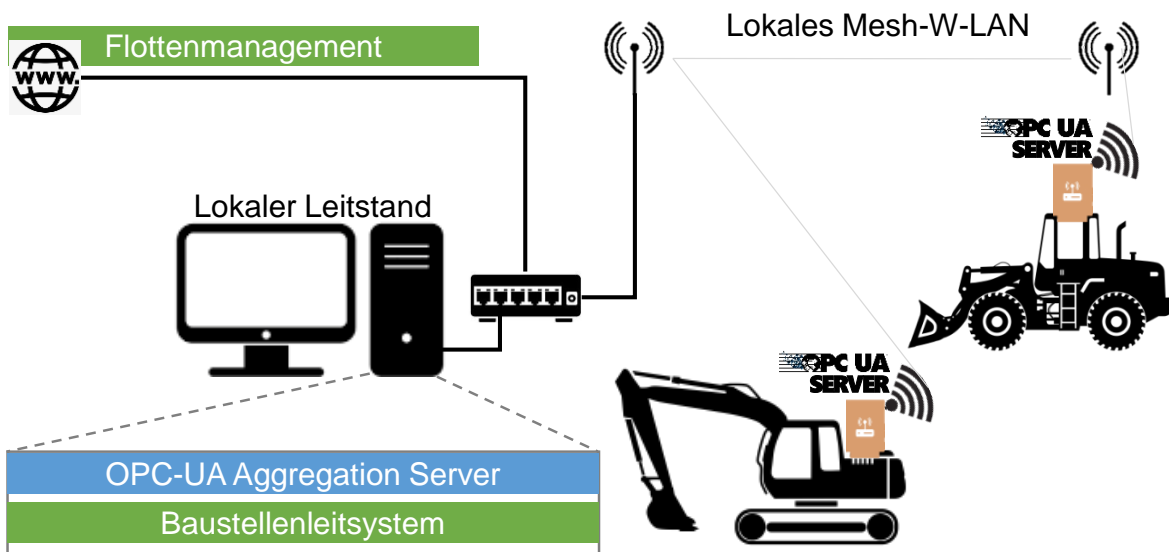 Flottenmanagement
www.
Lokales Mesh-W-LAN
OPC UA
SERVER
Lokaler Leitstand
OPC UA
SERVER
OPC-UA Aggregation Server
Baustellenleitsystem